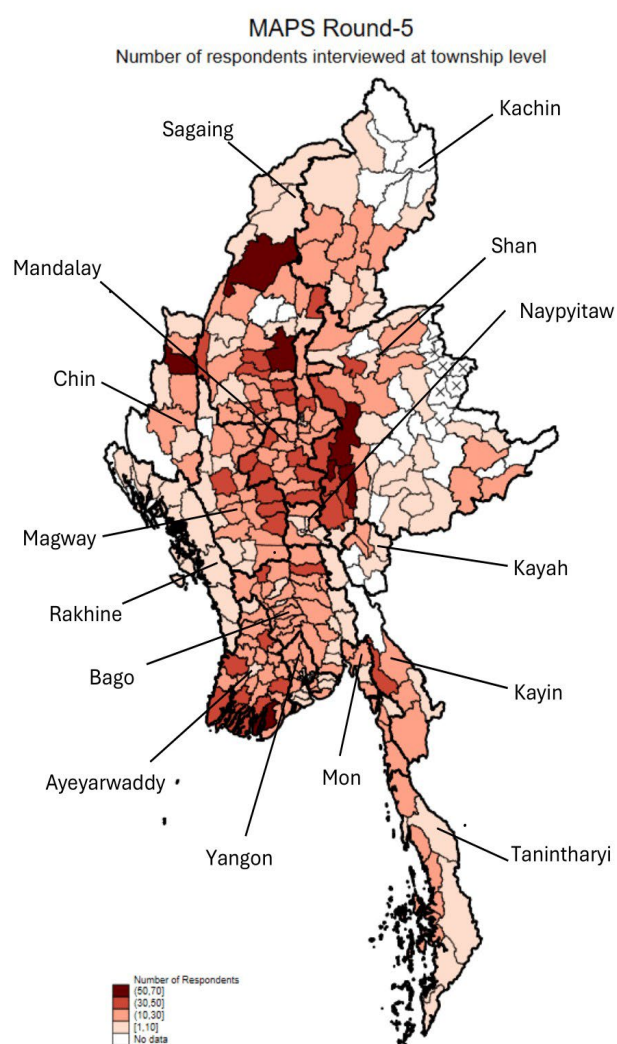 MAPS Round-5
Number of respondents interviewed at township level
Kachin
Sagaing
Shan
Mandalay
Naypyitaw
Chin
Magway
Kayah
Rakhine
Bago
Kayin
Mon
Ayeyarwaddy
Yangon
Tanintharyi
Number of Respondents
(50,70]
(30,50]
(10,30]
[1,10]
No data